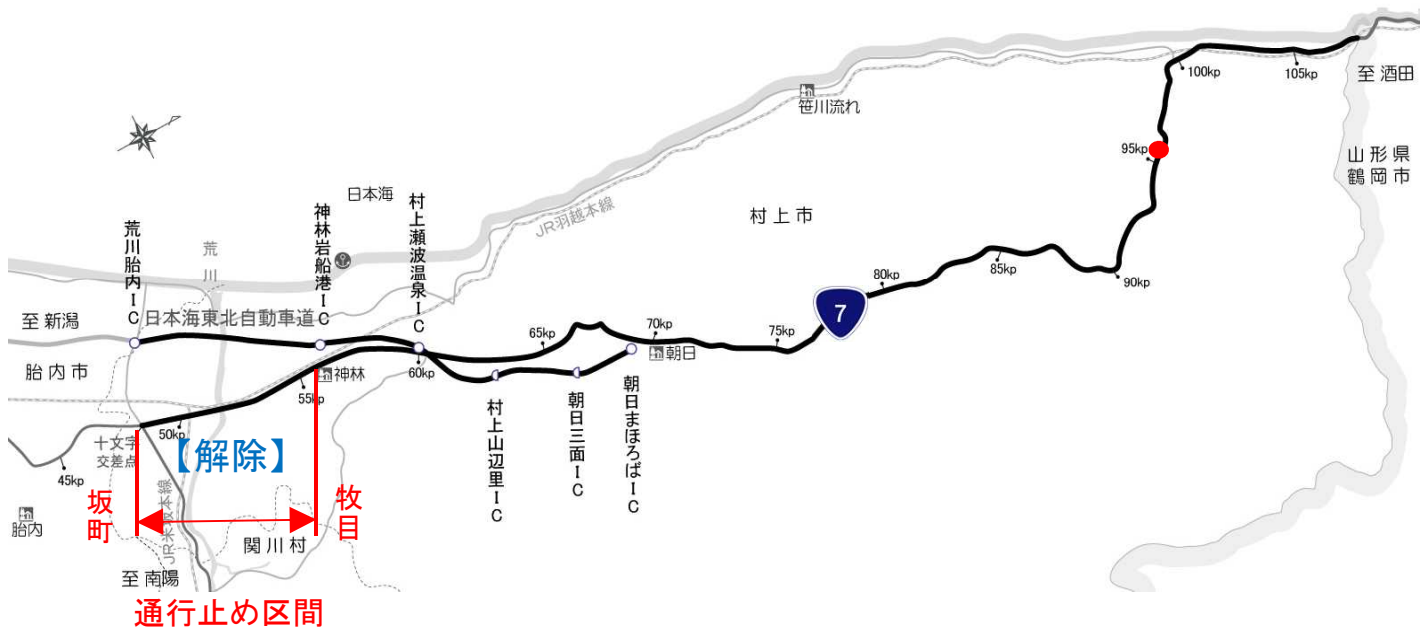 100kp
105kp
至 酒田
笹川流れ
95kp
山 形 県
鶴岡市
日本海
村上市
JR羽越本線
荒川胎内IC
荒川
神林岩船港IC
村上瀬波温泉IC
90kp
85kp
80kp
7
至 新潟
日本海東北自動車道
65kp
70kp
75kp
朝日
胎内市
60kp
神林
55kp
50kp
村上山辺里IC
朝日三面IC
朝日まほろばIC
十文字
交差点
【解除】
45kp
坂町
牧目
胎内
JR米坂本線
関川村
至 南陽
通行止め区間